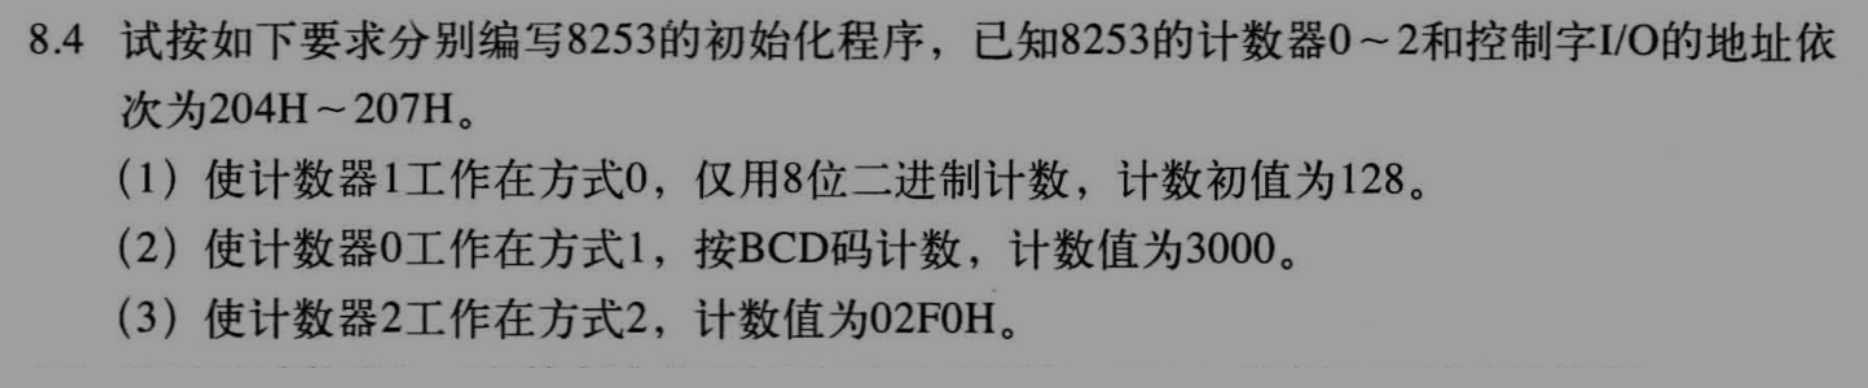 8.4 试按如下要求分别编写8253的初始化程序，已知8253的计数器0～2和控制字I/O的地址依
次为204H～207H。
（1）使计数器1工作在方式0，仅用8位二进制计数，计数初值为128。
（2）使计数器0工作在方式1，按BCD码计数，计数值为3000。
（3）使计数器2工作在方式2，计数值为02F0H。